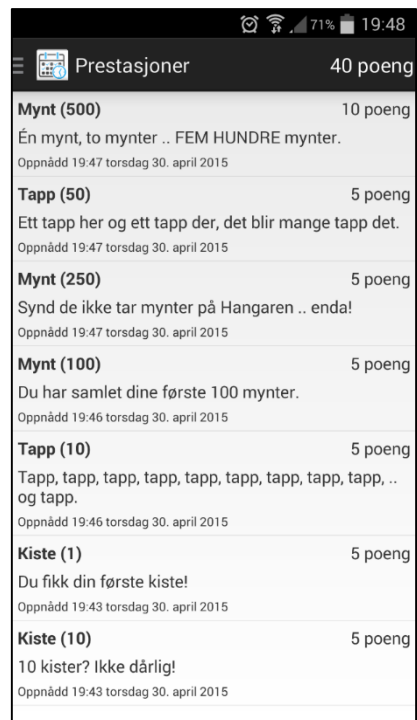 71% 19:48
Prestasjoner 40 poeng
Mynt (500) 10 poeng
Én mynt, to mynter .. FEM HUNDRE mynter.
Oppnådd 19:47 torsdag 30. april 2015
Tapp (50) 5 poeng
Ett tapp her og ett tapp der, det blir mange tapp det.
Oppnådd 19:47 torsdag 30. april 2015
Mynt (250) 5 poeng
Synd de ikke tar mynter på Hangaren .. enda!
Oppnådd 19:47 torsdag 30. april 2015
Mynt (100) 5 poeng
Du har samlet dine første 100 mynter.
Oppnådd 19:46 torsdag 30. april 2015
Tapp (10) 5 poeng
Tapp, tapp, tapp, tapp, tapp, tapp, tapp, tapp, tapp, ..
og tapp.
Oppnådd 19:46 torsdag 30. april 2015
Kiste (1) 5 poeng
Du fikk din første kiste!
Oppnådd 19:43 torsdag 30. april 2015
Kiste (10) 5 poeng
10 kister? Ikke dårlig!
Oppnådd 19:43 torsdag 30. april 2015